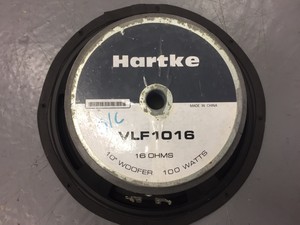 Hartke
MADE IN CHINA
VLF1016
16 OHMS
10" WOOFER 100 WATTS